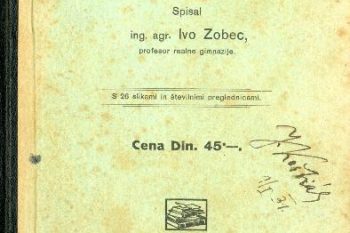 Spisal
ing. agr. Ivo Zobec,
profesor realne gimnazije.
S 26 slikami in številnimi preglednicami.
Cena Din. 45·—.